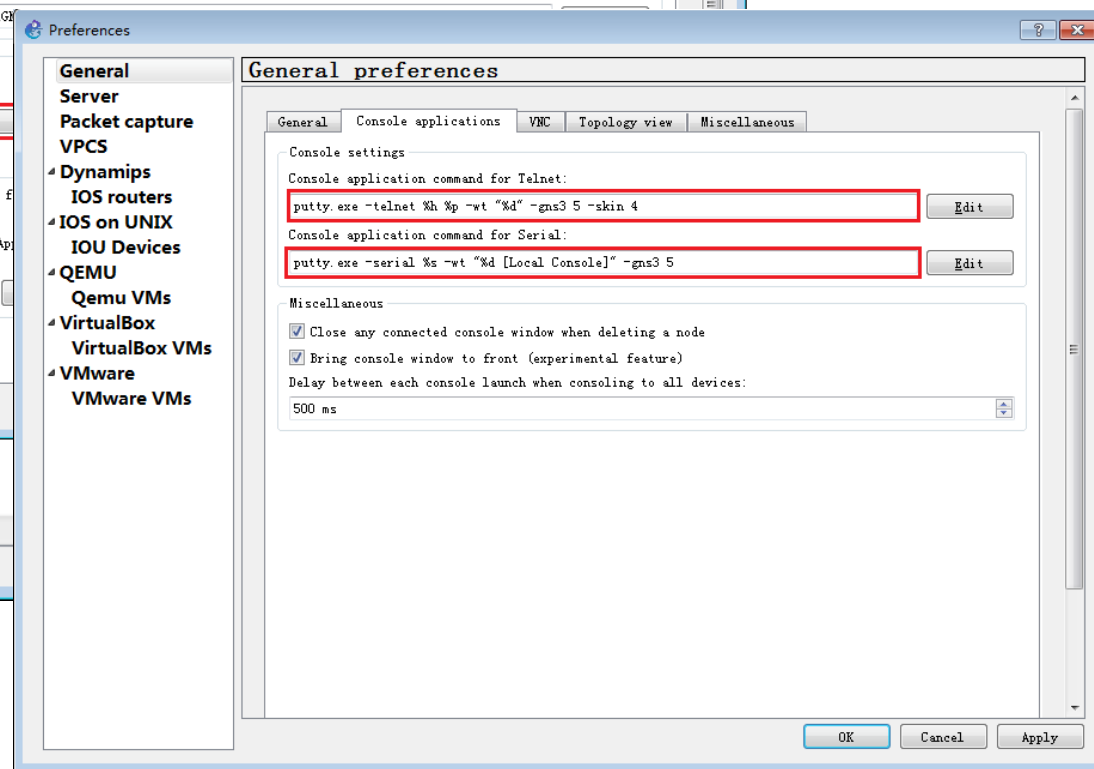 Preferences
General
Server
Packet capture
VPCS
Dynamips
IOS routers
IOS on UNIX
IOU Devices
QEMU
Qemu VMs
VirtualBox
VirtualBox VMs
VMware
VMware VMs
General preferences
General
Console applications
VNC
Topology view
Miscellaneous
Console settings
Console application command for Telnet:
putty.exe -telnet %h %p -wt "%d" -gns3 5 -skin 4
Edit
Console application command for Serial:
putty.exe -serial %s -wt "%d [Local Console]" -gns3 5
Edit
Miscellaneous
Close any connected console window when deleting a node
Bring console window to front (experimental feature)
Delay between each console launch when consoling to all devices:
500 ms
OK
Cancel
Apply